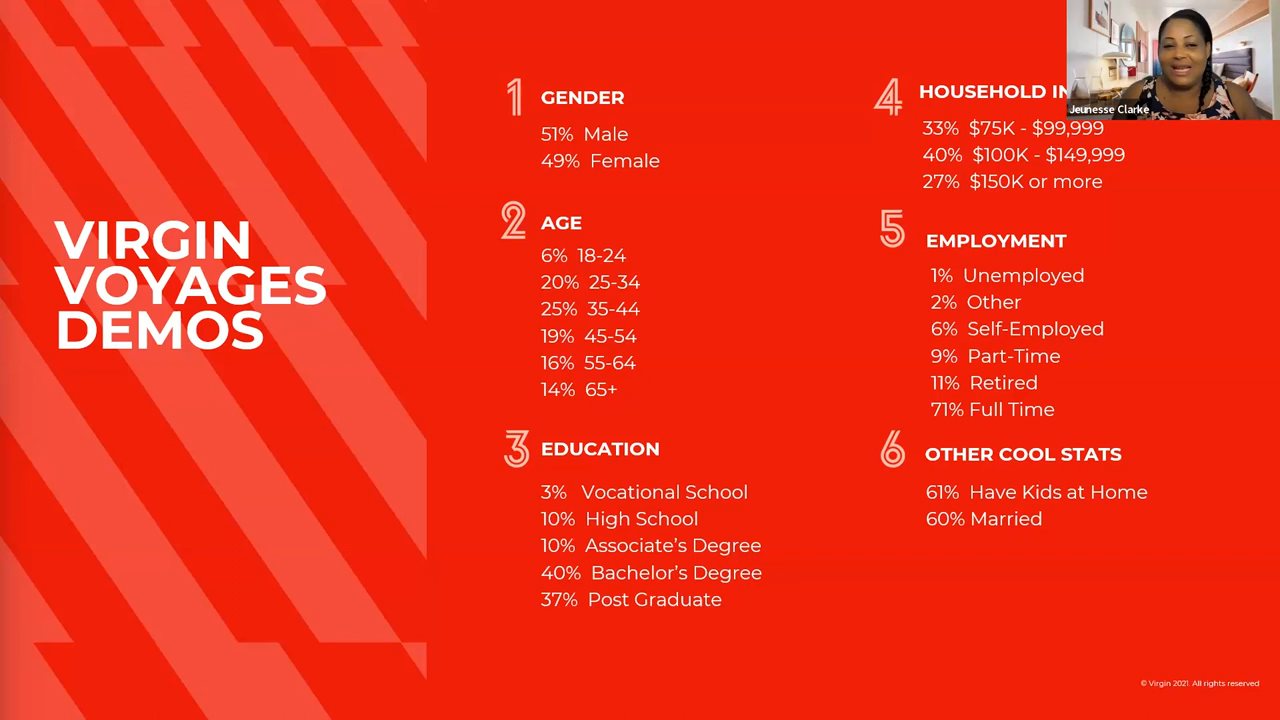 VIRGIN
VOYAGES
DEMOS
1 GENDER
51% Male
49% Female
2 AGE
6% 18-24
20% 25-34
25% 35-44
19% 45-54
16% 55-64
14% 65+
3 EDUCATION
3% Vocational School
10% High School
10% Associate’s Degree
40% Bachelor’s Degree
37% Post Graduate
4 HOUSEHOLD
Jeunesse Clarke
33% $75K - $99,999
40% $100K - $149,999
27% $150K or more
5 EMPLOYMENT
1% Unemployed
2% Other
6% Self-Employed
9% Part-Time
11% Retired
71% Full Time
6 OTHER COOL STATS
61% Have Kids at Home
60% Married
© Virgin 2021. All rights reserved